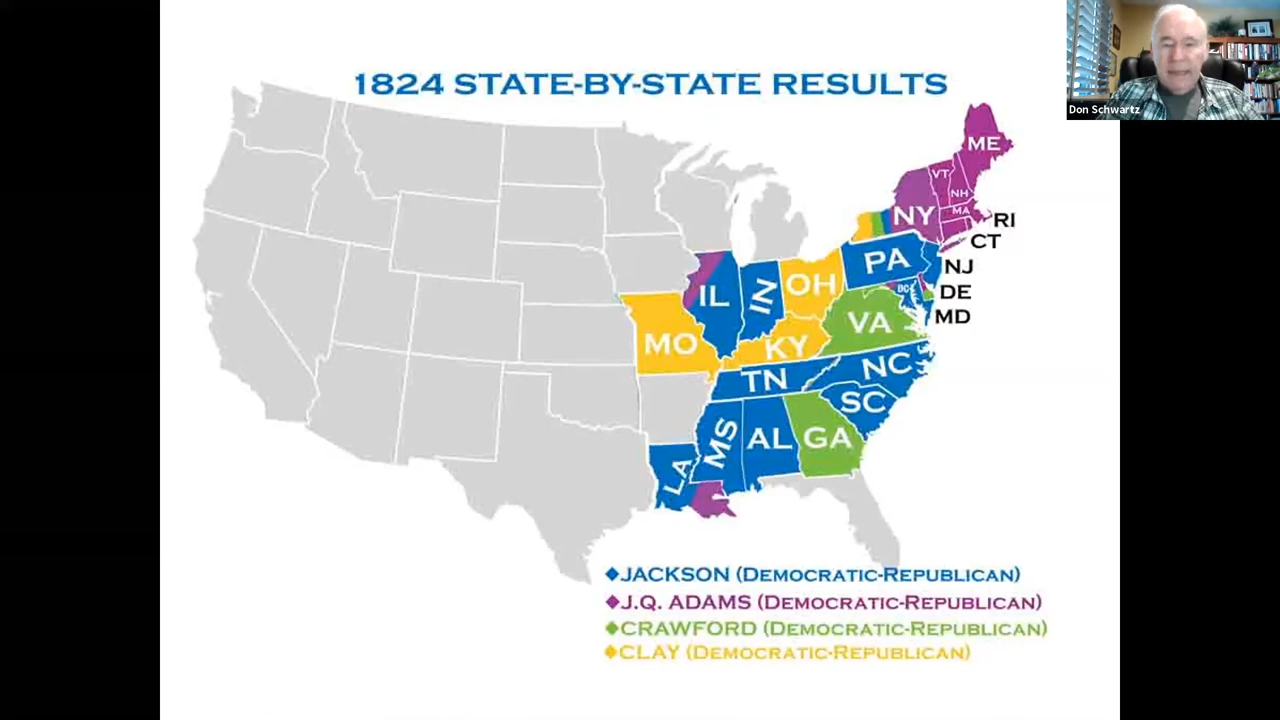 1824 STATE-BY-STATE RESULTS
Don Schwartz
ME
VT
NH
NY
MA
RI
CT
PA
NJ
DC
DE
MD
IL
IN
OH
VA
MO
KY
NC
TN
SC
MS
AL
GA
LA
◆JACKSON (DEMOCRATIC-REPUBLICAN)
◆J.Q. ADAMS (DEMOCRATIC-REPUBLICAN)
◆CRAWFORD (DEMOCRATIC-REPUBLICAN)
◆CLAY (DEMOCRATIC-REPUBLICAN)